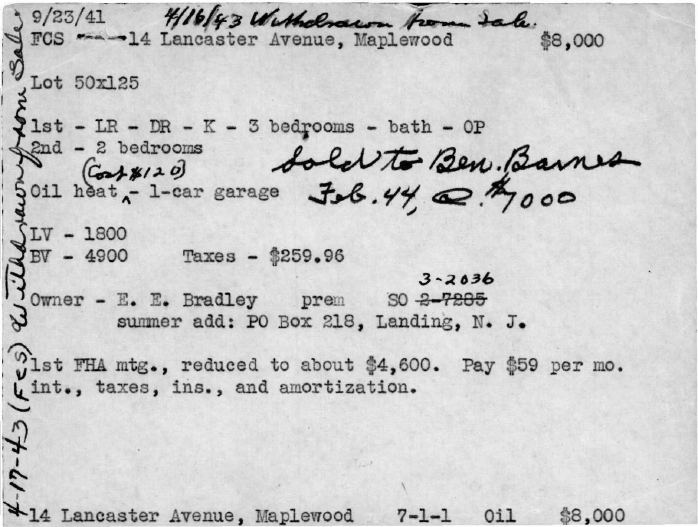 9/23/41 4/16/43 Withdrawn from Sale.
FCS ----14 Lancaster Avenue, Maplewood $8,000
Lot 50x125
1st - LR - DR - K - 3 bedrooms - bath - OP
2nd - 2 bedrooms
Sold to Ben. Barnes
(Cost $120)
Oil heat ^ - 1-car garage Feb. 44, @ $7000
LV - 1800
BV - 4900 Taxes - $259.96
3-2036
Owner - E. E. Bradley prem SO 2-7285
summer add: PO Box 218, Landing, N. J.
1st FHA mtg., reduced to about $4,600. Pay $59 per mo.
int., taxes, ins., and amortization.
14 Lancaster Avenue, Maplewood 7-1-1 Oil $8,000
4-17-43 (FCS) Withdrawn from Sale.